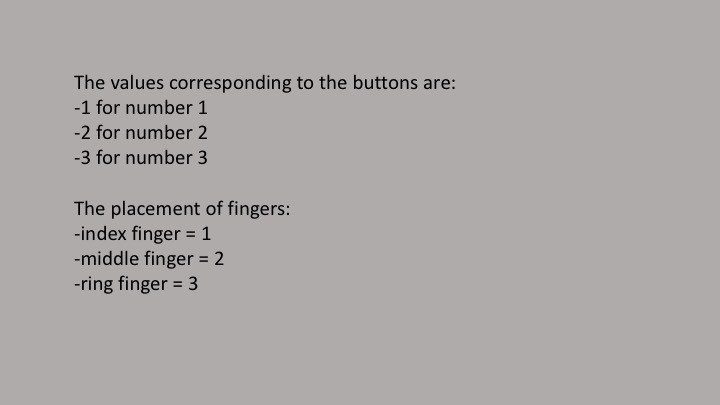 The values corresponding to the buttons are:
-1 for number 1
-2 for number 2
-3 for number 3
The placement of fingers:
-index finger = 1
-middle finger = 2
-ring finger = 3